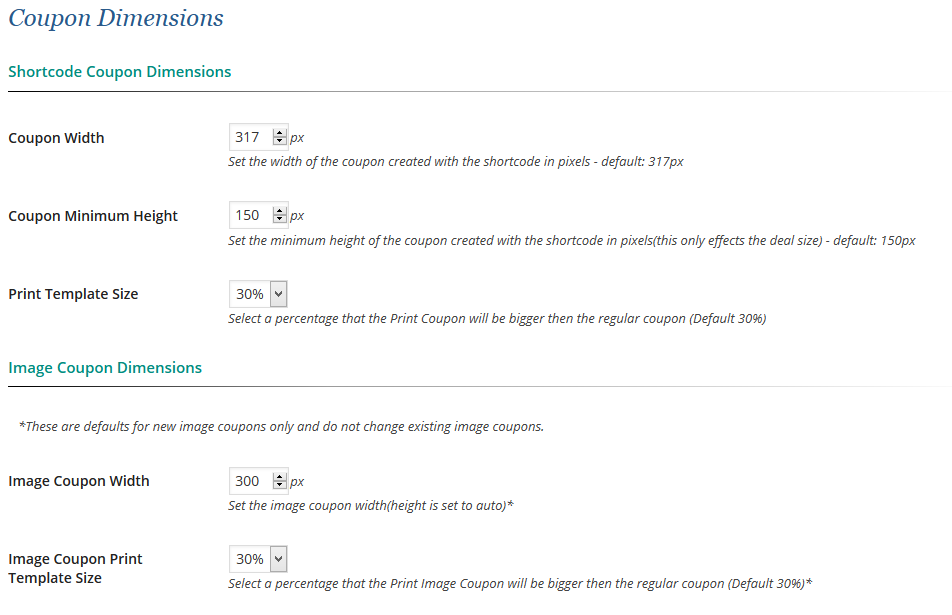 Coupon Dimensions
Shortcode Coupon Dimensions
Coupon Width 317 px
Set the width of the coupon created with the shortcode in pixels - default: 317px
Coupon Minimum Height 150 px
Set the minimum height of the coupon created with the shortcode in pixels(this only effects the deal size) - default: 150px
Print Template Size 30%
Select a percentage that the Print Coupon will be bigger then the regular coupon (Default 30%)
Image Coupon Dimensions
*These are defaults for new image coupons only and do not change existing image coupons.
Image Coupon Width 300 px
Set the image coupon width(height is set to auto)*
Image Coupon Print 30%
Template Size
Select a percentage that the Print Image Coupon will be bigger then the regular coupon (Default 30%)*